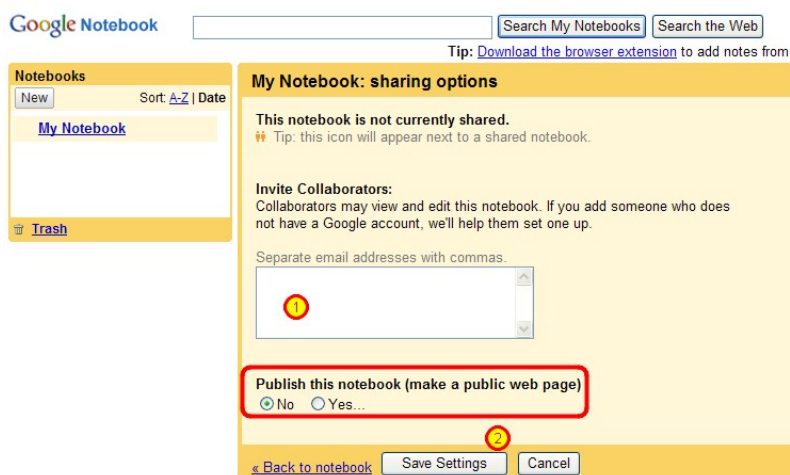 Google Notebook
Search My Notebooks Search the Web
Tip: Download the browser extension to add notes from
Notebooks
New Sort: A-Z | Date
My Notebook
Trash
My Notebook: sharing options
This notebook is not currently shared.
Tip: this icon will appear next to a shared notebook.
Invite Collaborators:
Collaborators may view and edit this notebook. If you add someone who does
not have a Google account, we'll help them set one up.
Separate email addresses with commas.
1
Publish this notebook (make a public web page)
No Yes...
2
« Back to notebook Save Settings Cancel